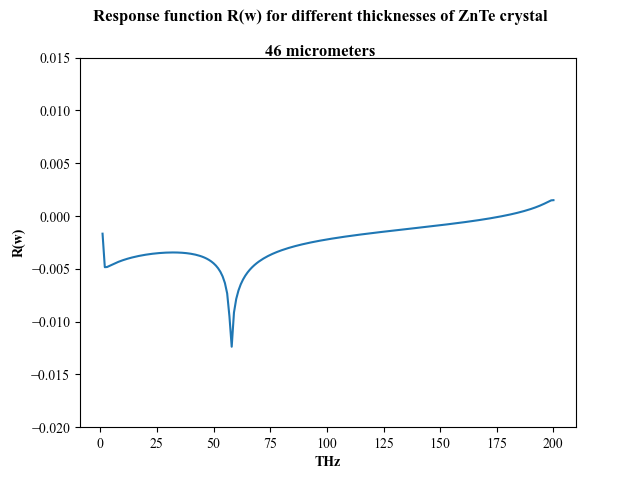 Response function R(w) for different thicknesses of ZnTe crystal
46 micrometers
0.015
0.010
0.005
0.000
−0.005
−0.010
−0.015
−0.020
R(w)
0 25 50 75 100 125 150 175 200
THz